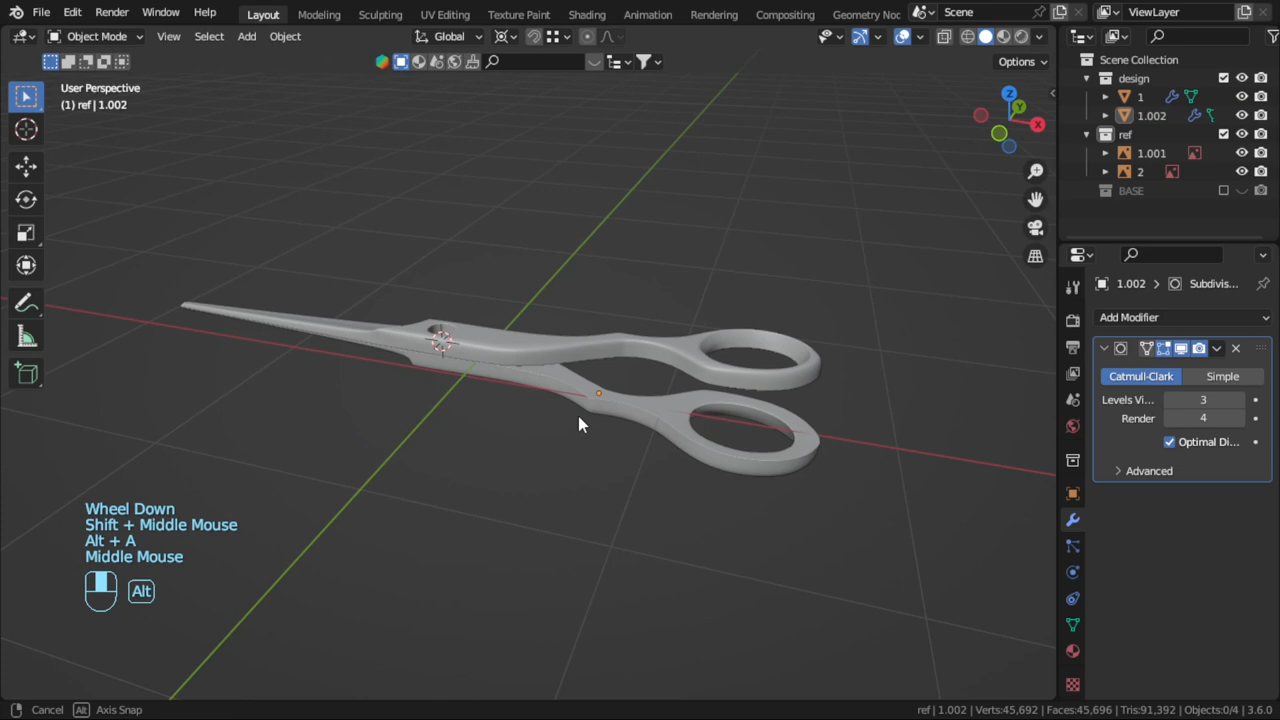 File Edit Render Window Help Layout Modeling Sculpting UV Editing Texture Paint Shading Animation Rendering Compositing Geometry Noc Scene ViewLayer
Object Mode View Select Add Object Global
Options
User Perspective
(1) ref | 1.002
Z
Y
X
Scene Collection
design
1
1.002
ref
1.001
2
BASE
1.002 > Subdivis...
Add Modifier
Catmull-Clark Simple
Levels Vi... 3
Render 4
Optimal Di...
Advanced
Wheel Down
Shift + Middle Mouse
Alt + A
Middle Mouse
Alt
Cancel Alt Axis Snap
ref | 1.002 | Verts:45,692 | Faces:45,696 | Tris:91,392 | Objects:0/4 | 3.6.0